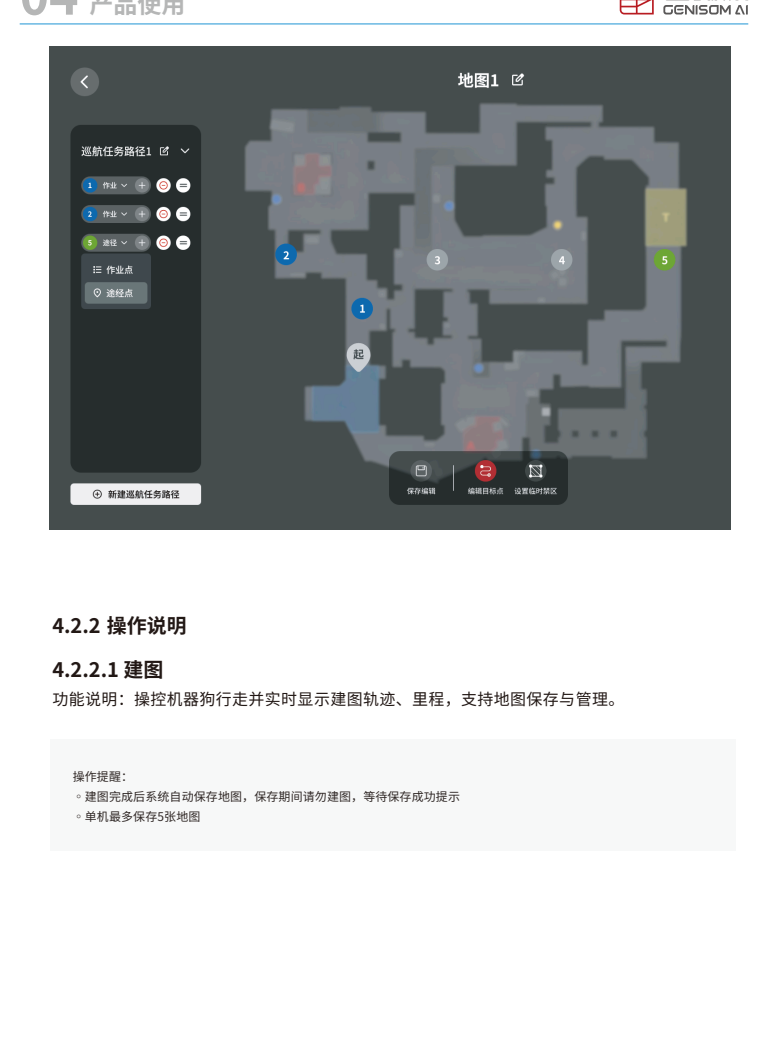 04 产品使用
GENISOM AI
地图1
巡航任务路径1
1 作业
2 作业
5 途径
作业点
途经点
2
3
4
5
1
起
T
保存编辑
编辑目标点
设置临时禁区
新建巡航任务路径
4.2.2 操作说明
4.2.2.1 建图
功能说明：操控机器狗行走并实时显示建图轨迹、里程，支持地图保存与管理。
操作提醒：
◦建图完成后系统自动保存地图，保存期间请勿建图，等待保存成功提示
◦单机最多保存5张地图